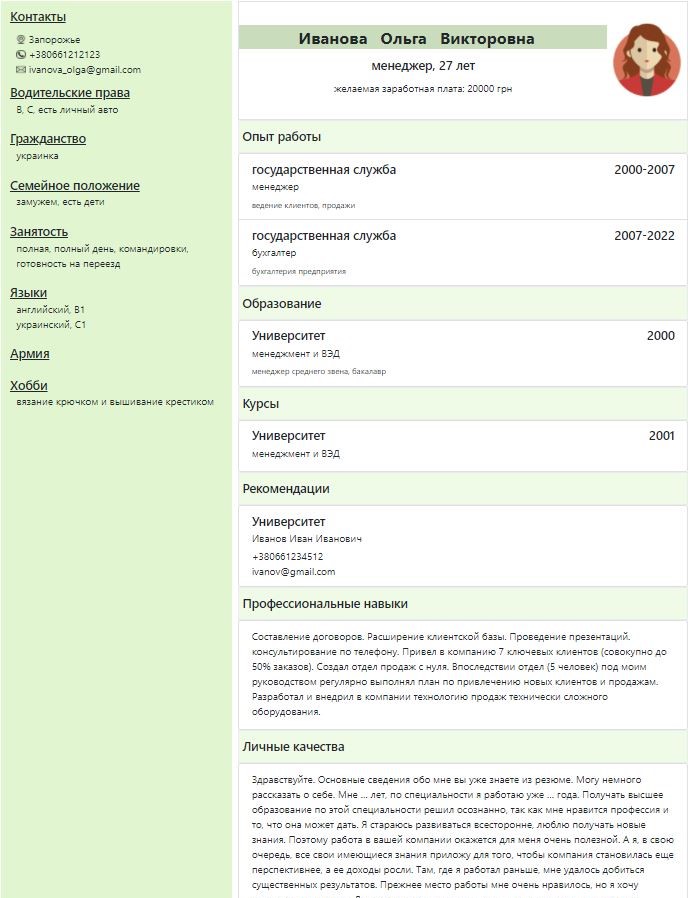 Контакты
Запорожье
+380661212123
ivanova_olga@gmail.com
Водительские права
B, C, есть личный авто
Гражданство
украинка
Семейное положение
замужем, есть дети
Занятость
полная, полный день, командировки,
готовность на переезд
Языки
английский, B1
украинский, C1
Армия
Хобби
вязание крючком и вышивание крестиком
Иванова Ольга Викторовна
менеджер, 27 лет
желаемая заработная плата: 20000 грн
Опыт работы
государственная служба 2000-2007
менеджер
ведение клиентов, продажи
государственная служба 2007-2022
бухгалтер
бухгалтерия предприятия
Образование
Университет 2000
менеджмент и ВЭД
менеджер среднего звена, бакалавр
Курсы
Университет 2001
менеджмент и ВЭД
Рекомендации
Университет
Иванов Иван Иванович
+380661234512
ivanov@gmail.com
Профессиональные навыки
Составление договоров. Расширение клиентской базы. Проведение презентаций.
консультирование по телефону. Привел в компанию 7 ключевых клиентов (совокупно до
50% заказов). Создал отдел продаж с нуля. Впоследствии отдел (5 человек) под моим
руководством регулярно выполнял план по привлечению новых клиентов и продажам.
Разработал и внедрил в компании технологию продаж технически сложного
оборудования.
Личные качества
Здравствуйте. Основные сведения обо мне вы уже знаете из резюме. Могу немного
рассказать о себе. Мне ... лет, по специальности я работаю уже ... года. Получать высшее
образование по этой специальности решил осознанно, так как мне нравится профессия и
то, что она может дать. Я стараюсь развиваться всесторонне, люблю получать новые
знания. Поэтому работа в вашей компании окажется для меня очень полезной. А я, в свою
очередь, все свои имеющиеся знания приложу для того, чтобы компания становилась еще
перспективнее, а ее доходы росли. Там, где я работал раньше, мне удалось добиться
существенных результатов. Прежнее место работы мне очень нравилось, но я хочу